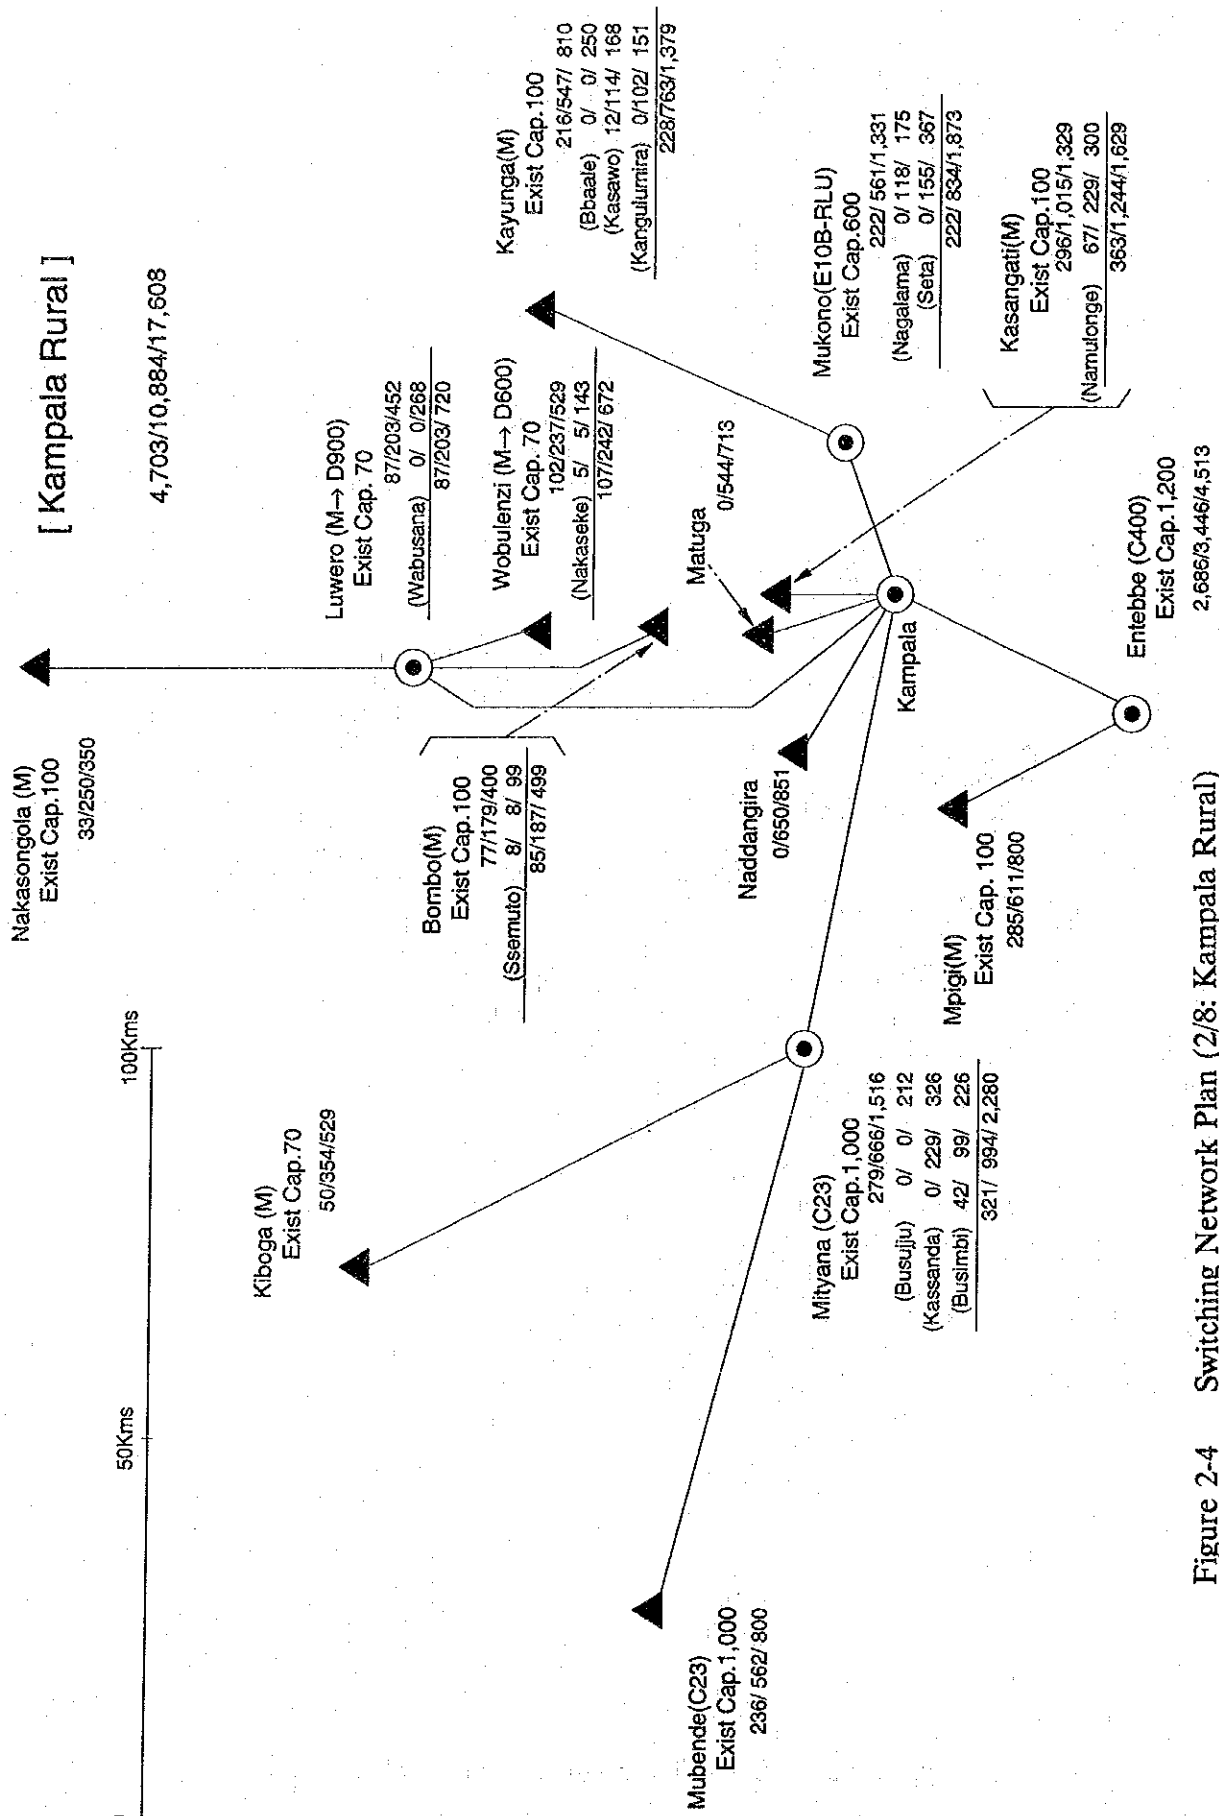 [ Kampala Rural ]
4,703/10,884/17,608
50Kms
100Kms
Nakasongola (M)
Exist Cap.100
33/250/350
Luwero (M→ D900)
Exist Cap. 70
87/203/452
(Wabusana) 0/ 0/268
87/203/ 720
Wobulenzi (M→ D600)
Exist Cap. 70
102/237/529
(Nakaseke) 5/ 5/ 143
107/242/ 672
Kayunga(M)
Exist Cap.100
216/547/ 810
(Bbaale) 0/ 0/ 250
(Kasawo) 12/114/ 168
(Kangulumira) 0/102/ 151
228/763/1,379
Kiboga (M)
Exist Cap.70
50/354/529
Bombo(M)
Exist Cap.100
77/179/400
(Ssemuto) 8/ 8/ 99
85/187/ 499
Matuga
0/544/713
Mukono(E10B-RLU)
Exist Cap.600
222/ 561/1,331
(Nagalama) 0/ 118/ 175
(Seta) 0/ 155/ 367
222/ 834/1,873
Kasangati(M)
Exist Cap.100
296/1,015/1,329
(Namulonge) 67/ 229/ 300
363/1,244/1,629
Naddangira
0/650/851
Kampala
Mubende(C23)
Exist Cap.1,000
236/ 562/ 800
Mityana (C23)
Exist Cap.1,000
279/666/1,516
(Busujju) 0/ 0/ 212
(Kassanda) 0/ 229/ 326
(Busimbi) 42/ 99/ 226
321/ 994/ 2,280
Mpigi(M)
Exist Cap. 100
285/611/800
Entebbe (C400)
Exist Cap.1,200
2,686/3,446/4,513
Figure 2-4 Switching Network Plan (2/8: Kampala Rural)